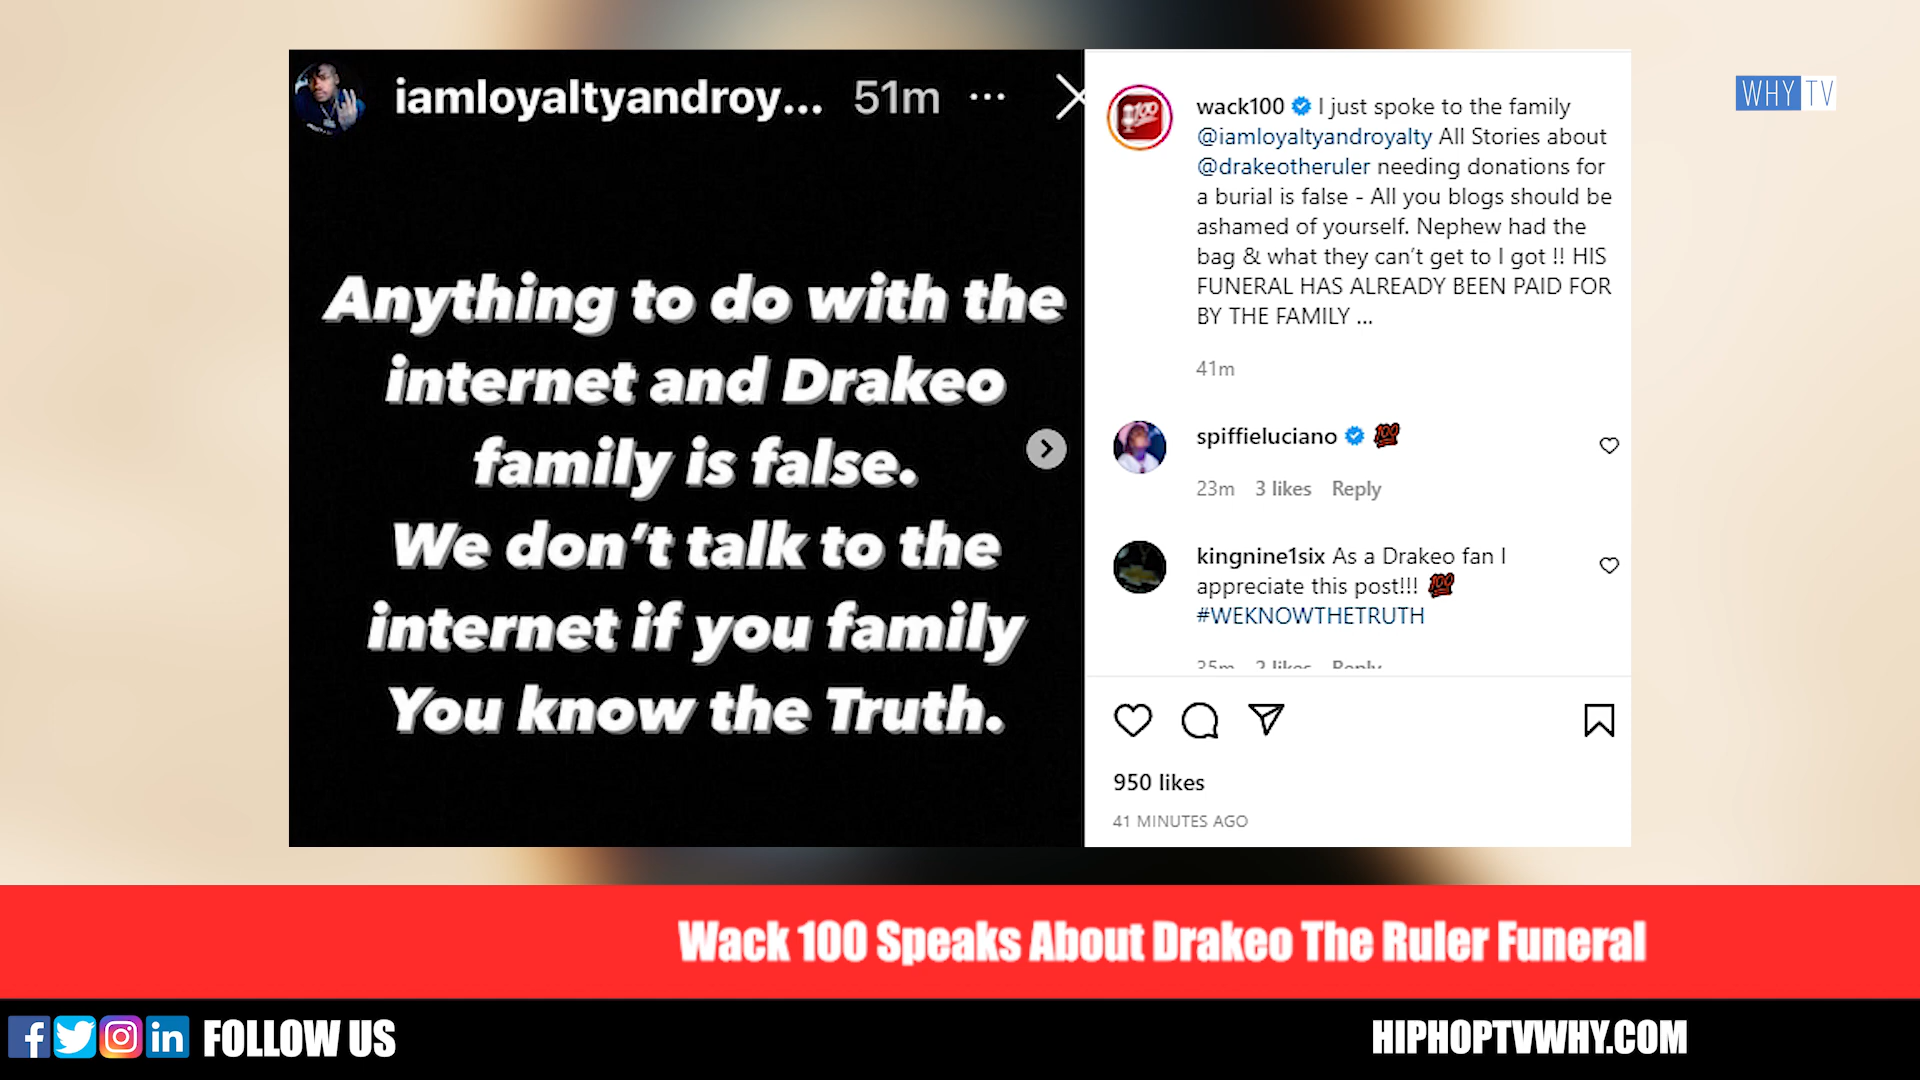 iamloyaltyandroy... 51m ...
Anything to do with the
internet and Drakeo
family is false.
We don't talk to the
internet if you family
You know the Truth.
wack100 I just spoke to the family
@iamloyaltyandroyalty All Stories about
@drakeotheruler needing donations for
a burial is false - All you blogs should be
ashamed of yourself. Nephew had the
bag & what they can't get to I got !! HIS
FUNERAL HAS ALREADY BEEN PAID FOR
BY THE FAMILY ...
41m
spiffieluciano 💯
23m 3 likes Reply
kingnine1six As a Drakeo fan I
appreciate this post!!! 💯
#WEKNOWTHETRUTH
35m 2 likes Reply
950 likes
41 MINUTES AGO
WHY TV
Wack 100 Speaks About Drakeo The Ruler Funeral
FOLLOW US
HIPHOPTVWHY.COM